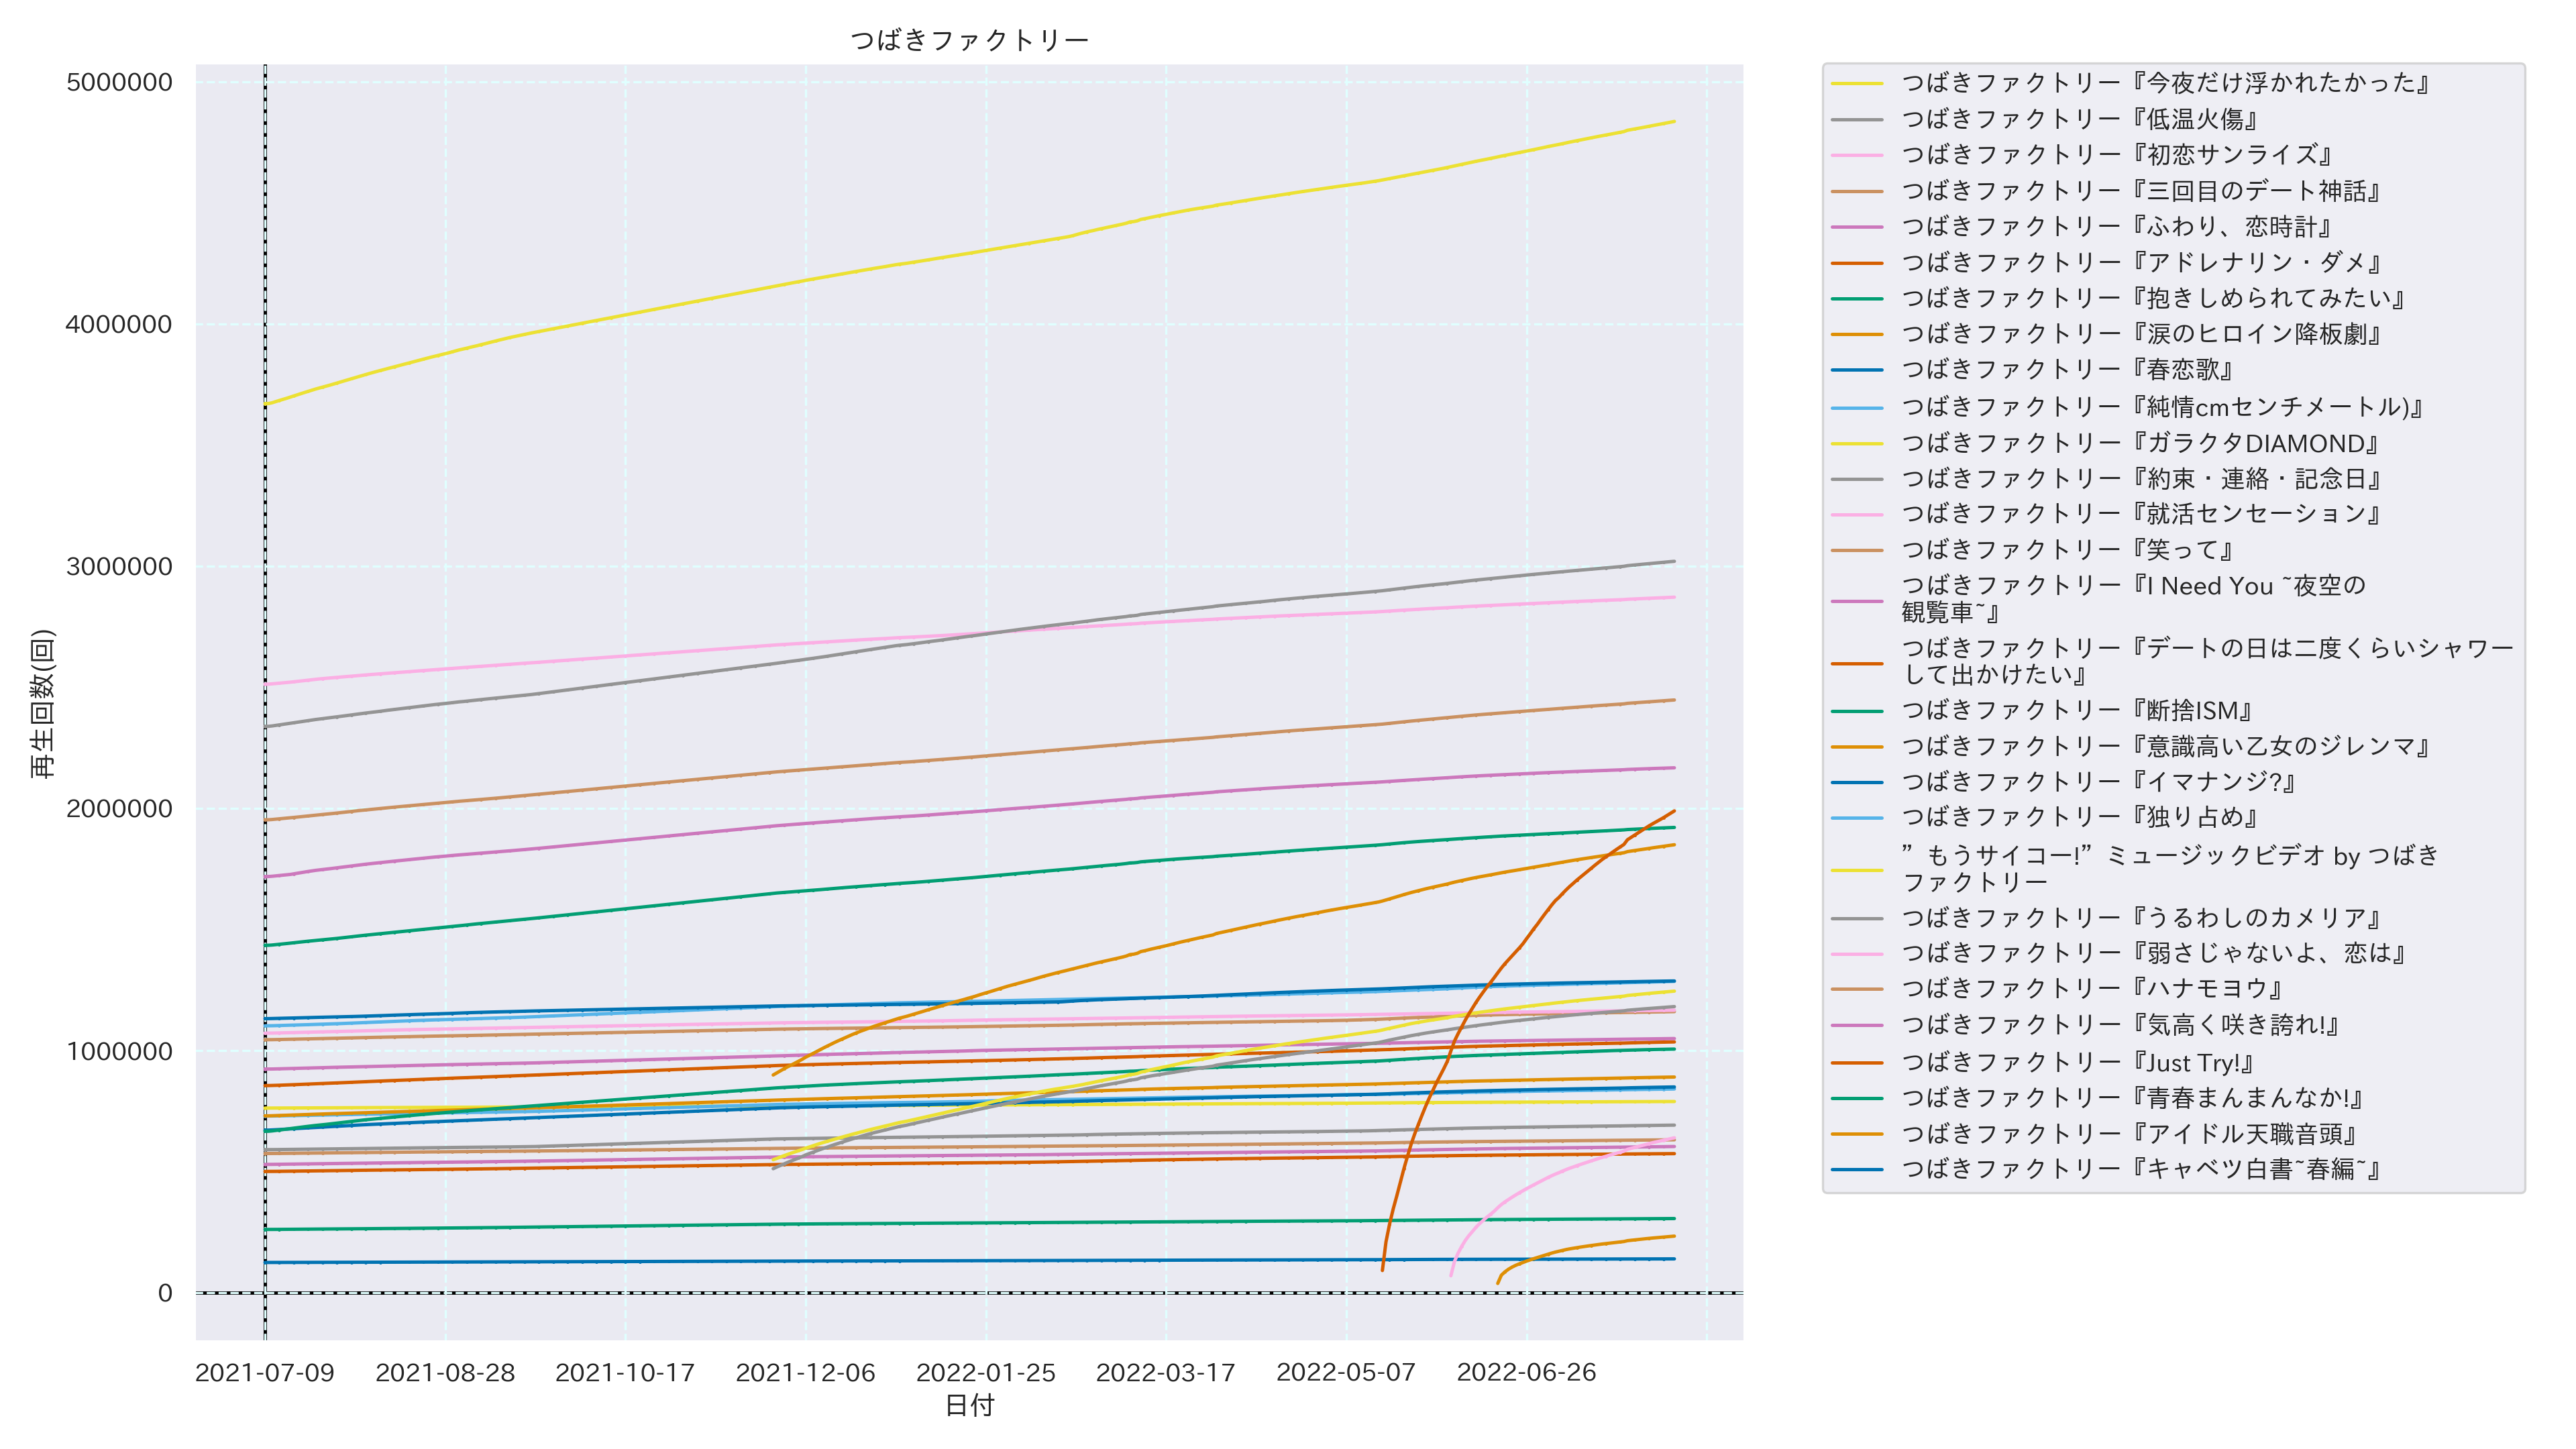 つばきファクトリー
5000000
4000000
3000000
2000000
1000000
0
再生回数(回)
2021-07-09
2021-08-28
2021-10-17
2021-12-06
2022-01-25
2022-03-17
2022-05-07
2022-06-26
日付
つばきファクトリー『今夜だけ浮かれたかった』
つばきファクトリー『低温火傷』
つばきファクトリー『初恋サンライズ』
つばきファクトリー『三回目のデート神話』
つばきファクトリー『ふわり、恋時計』
つばきファクトリー『アドレナリン・ダメ』
つばきファクトリー『抱きしめられてみたい』
つばきファクトリー『涙のヒロイン降板劇』
つばきファクトリー『春恋歌』
つばきファクトリー『純情cmセンチメートル)』
つばきファクトリー『ガラクタDIAMOND』
つばきファクトリー『約束・連絡・記念日』
つばきファクトリー『就活センセーション』
つばきファクトリー『笑って』
つばきファクトリー『I Need You ~夜空の
観覧車~』
つばきファクトリー『デートの日は二度くらいシャワー
して出かけたい』
つばきファクトリー『断捨ISM』
つばきファクトリー『意識高い乙女のジレンマ』
つばきファクトリー『イマナンジ?』
つばきファクトリー『独り占め』
”もうサイコー!”ミュージックビデオ by つばき
ファクトリー
つばきファクトリー『うるわしのカメリア』
つばきファクトリー『弱さじゃないよ、恋は』
つばきファクトリー『ハナモヨウ』
つばきファクトリー『気高く咲き誇れ!』
つばきファクトリー『Just Try!』
つばきファクトリー『青春まんまんなか!』
つばきファクトリー『アイドル天職音頭』
つばきファクトリー『キャベツ白書~春編~』